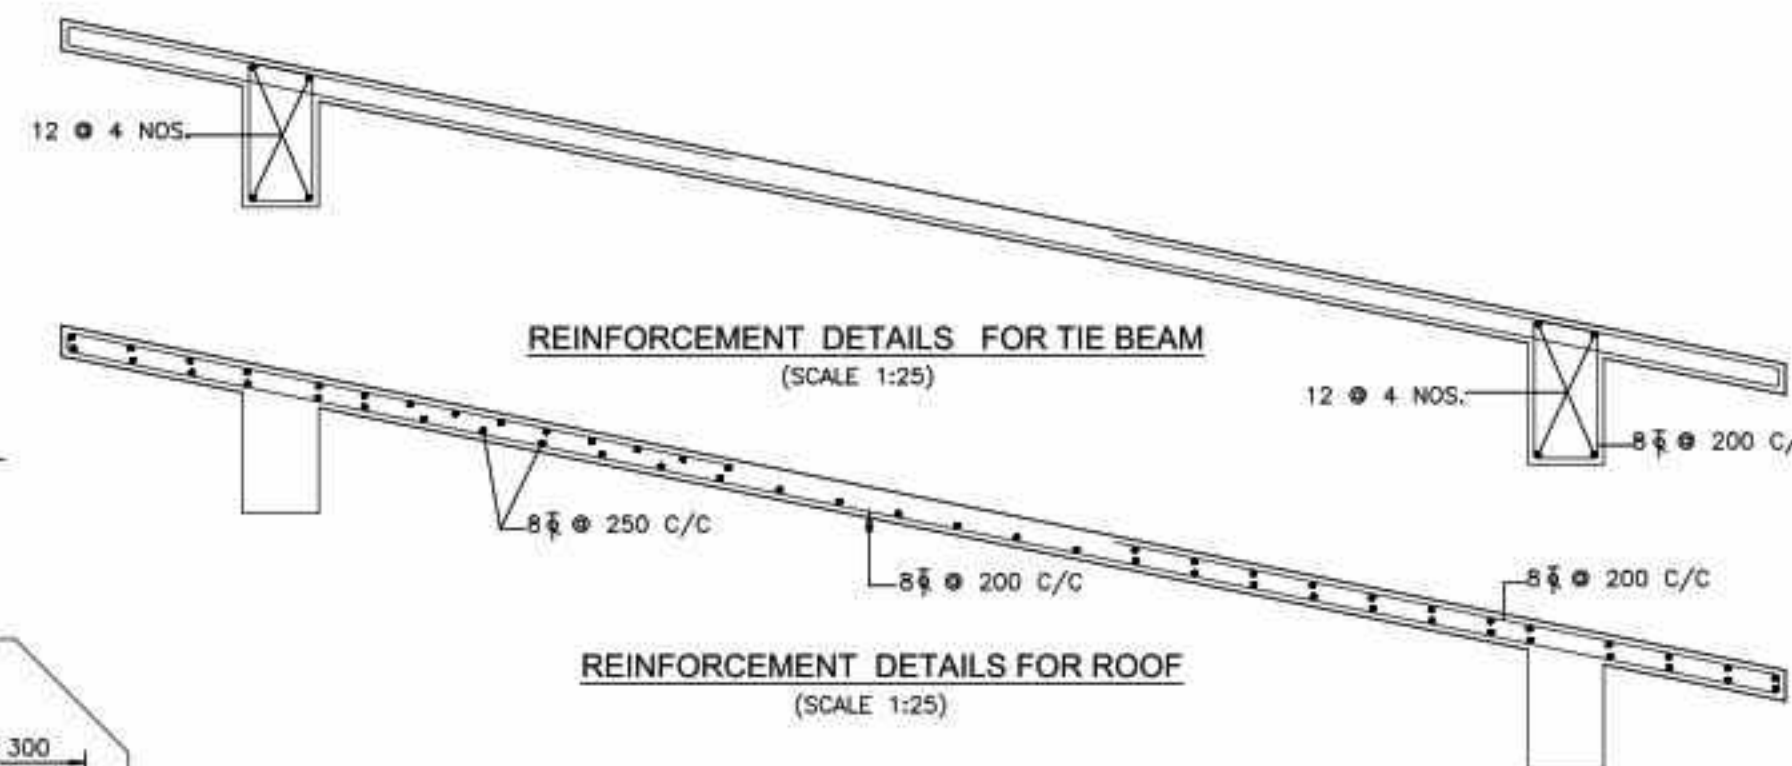 12 @ 4 NOS.
REINFORCEMENT DETAILS FOR TIE BEAM
(SCALE 1:25)
12 @ 4 NOS.
8 @ 200 C/
8 @ 250 C/C
8 @ 200 C/C
8 @ 200 C/C
REINFORCEMENT DETAILS FOR ROOF
(SCALE 1:25)
300